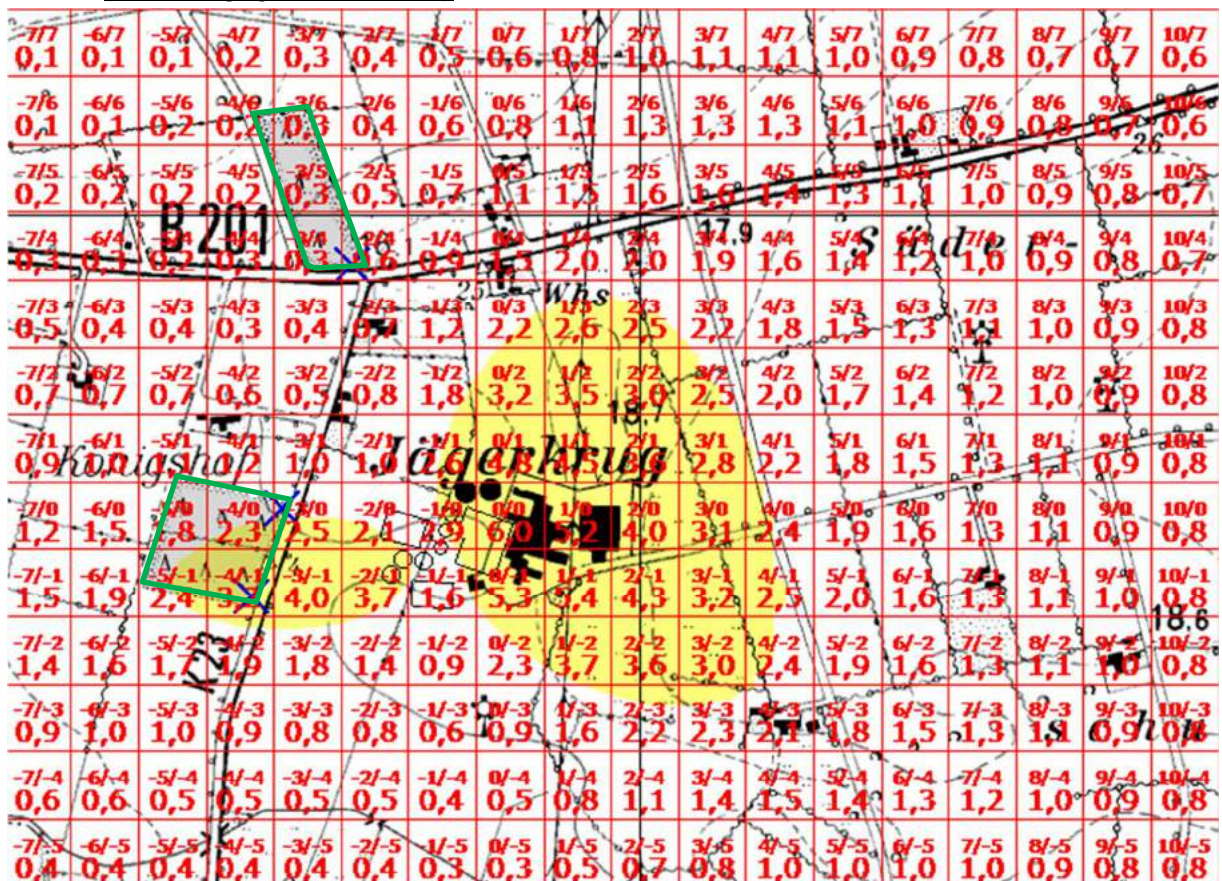 -7/7 -6/7 -5/7 -4/7 -3/7 -2/7 -1/7 0/7 1/7 2/7 3/7 4/7 5/7 6/7 7/7 8/7 9/7 10/7
0,1 0,1 0,1 0,2 0,3 0,4 0,5 0,6 0,8 1,0 1,1 1,1 1,0 0,9 0,8 0,7 0,7 0,6
-7/6 -6/6 -5/6 -4/6 -3/6 -2/6 -1/6 0/6 1/6 2/6 3/6 4/6 5/6 6/6 7/6 8/6 9/6 10/6
0,1 0,1 0,2 0,2 0,3 0,4 0,6 0,8 1,1 1,3 1,3 1,3 1,1 1,0 0,9 0,8 0,7 0,6
26
-7/5 -6/5 -5/5 -4/5 -3/5 -2/5 -1/5 0/5 1/5 2/5 3/5 4/5 5/5 6/5 7/5 8/5 9/5 10/5
0,2 0,2 0,2 0,2 0,3 0,5 0,7 1,1 1,5 1,6 1,6 1,4 1,3 1,1 1,0 0,9 0,8 0,7
B 201
17,9
Süder-
-7/4 -6/4 -5/4 -4/4 -3/4 -2/4 -1/4 0/4 1/4 2/4 3/4 4/4 5/4 6/4 7/4 8/4 9/4 10/4
0,3 0,3 0,2 0,3 0,3 0,9 1,5 2,0 2,0 1,9 1,6 1,4 1,2 1,0 0,9 0,8 0,7
25
Whs
-7/3 -6/3 -5/3 -4/3 -3/3 -1/3 0/3 1/3 2/3 3/3 4/3 5/3 6/3 7/3 8/3 9/3 10/3
0,5 0,4 0,4 0,3 0,4 1,2 2,2 2,6 2,5 2,2 1,8 1,5 1,3 1,1 1,0 0,9 0,8
-7/2 -6/2 -5/2 -4/2 -3/2 -2/2 -1/2 0/2 1/2 2/2 3/2 4/2 5/2 6/2 7/2 8/2 9/2 10/2
0,7 0,7 0,7 0,6 0,5 0,8 1,8 3,2 3,5 3,0 2,5 2,0 1,7 1,4 1,2 1,0 0,9 0,8
18,7
-7/1 -6/1 -5/1 -4/1 -3/1 -2/1 -1/1 0/1 1/1 2/1 3/1 4/1 5/1 6/1 7/1 8/1 9/1 10/1
0,9 1,2 1,0 1,0 2,8 2,2 1,8 1,5 1,3 1,1 0,9 0,8
Königshof
Jägerkrug
-7/0 -6/0 -5/0 -4/0 -3/0 -2/0 -1/0 0/0 1/0 2/0 3/0 4/0 5/0 6/0 7/0 8/0 9/0 10/0
1,2 1,5 1,8 2,3 2,5 2,9 6,0 5,2 4,0 3,1 2,4 1,9 1,6 1,3 1,1 0,9 0,8
-7/-1 -6/-1 -5/-1 -4/-1 -3/-1 -2/-1 -1/-1 0/-1 1/-1 2/-1 3/-1 4/-1 5/-1 6/-1 7/-1 8/-1 9/-1 10/-1
1,5 1,9 2,4 4,0 3,7 1,6 5,3 5,4 4,3 3,2 2,5 2,0 1,6 1,3 1,1 1,0 0,8
18,6
-7/-2 -6/-2 -5/-2 -4/-2 -3/-2 -2/-2 -1/-2 0/-2 1/-2 2/-2 3/-2 4/-2 5/-2 6/-2 7/-2 8/-2 9/-2 10/-2
1,4 1,6 1,7 1,9 1,8 1,4 0,9 2,3 3,7 3,6 3,0 2,4 1,9 1,6 1,3 1,1 1,0 0,8
K23
-7/-3 -6/-3 -5/-3 -4/-3 -3/-3 -2/-3 -1/-3 0/-3 1/-3 2/-3 3/-3 4/-3 5/-3 6/-3 7/-3 8/-3 9/-3 10/-3
0,9 1,0 1,0 0,9 0,8 0,8 0,6 0,9 1,6 2,2 2,3 2,1 1,8 1,5 1,3 1,1 0,9 0,8
schu
-7/-4 -6/-4 -5/-4 -4/-4 -3/-4 -2/-4 -1/-4 0/-4 1/-4 2/-4 3/-4 4/-4 5/-4 6/-4 7/-4 8/-4 9/-4 10/-4
0,6 0,6 0,5 0,5 0,5 0,5 0,4 0,5 0,8 1,1 1,4 1,5 1,4 1,3 1,2 1,0 0,9 0,8
-7/-5 -6/-5 -5/-5 -4/-5 -3/-5 -2/-5 -1/-5 0/-5 1/-5 2/-5 3/-5 4/-5 5/-5 6/-5 7/-5 8/-5 9/-5 10/-5
0,4 0,4 0,4 0,4 0,4 0,4 0,3 0,3 0,5 0,7 0,8 1,0 1,0 1,0 1,0 0,9 0,8 0,8